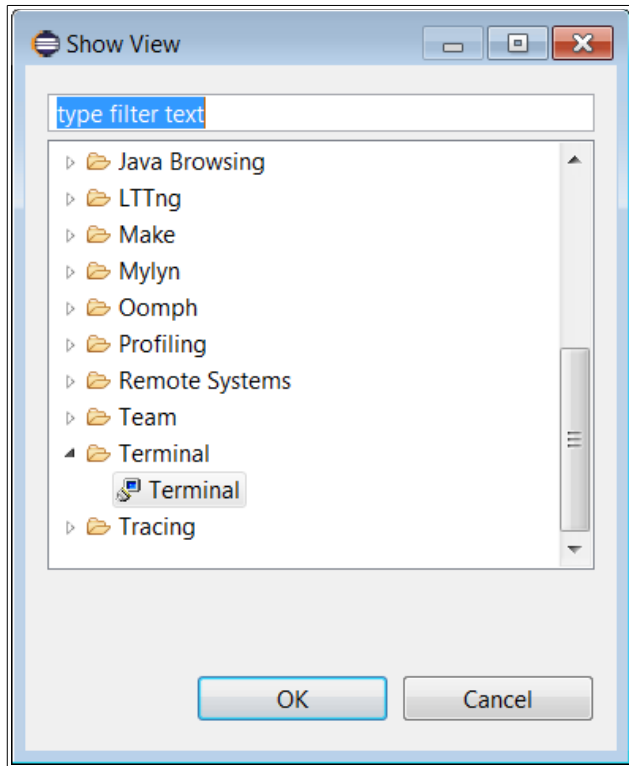 Show View
type filter text
Java Browsing
LTTng
Make
Mylyn
Oomph
Profiling
Remote Systems
Team
Terminal
Terminal
Tracing
OK Cancel